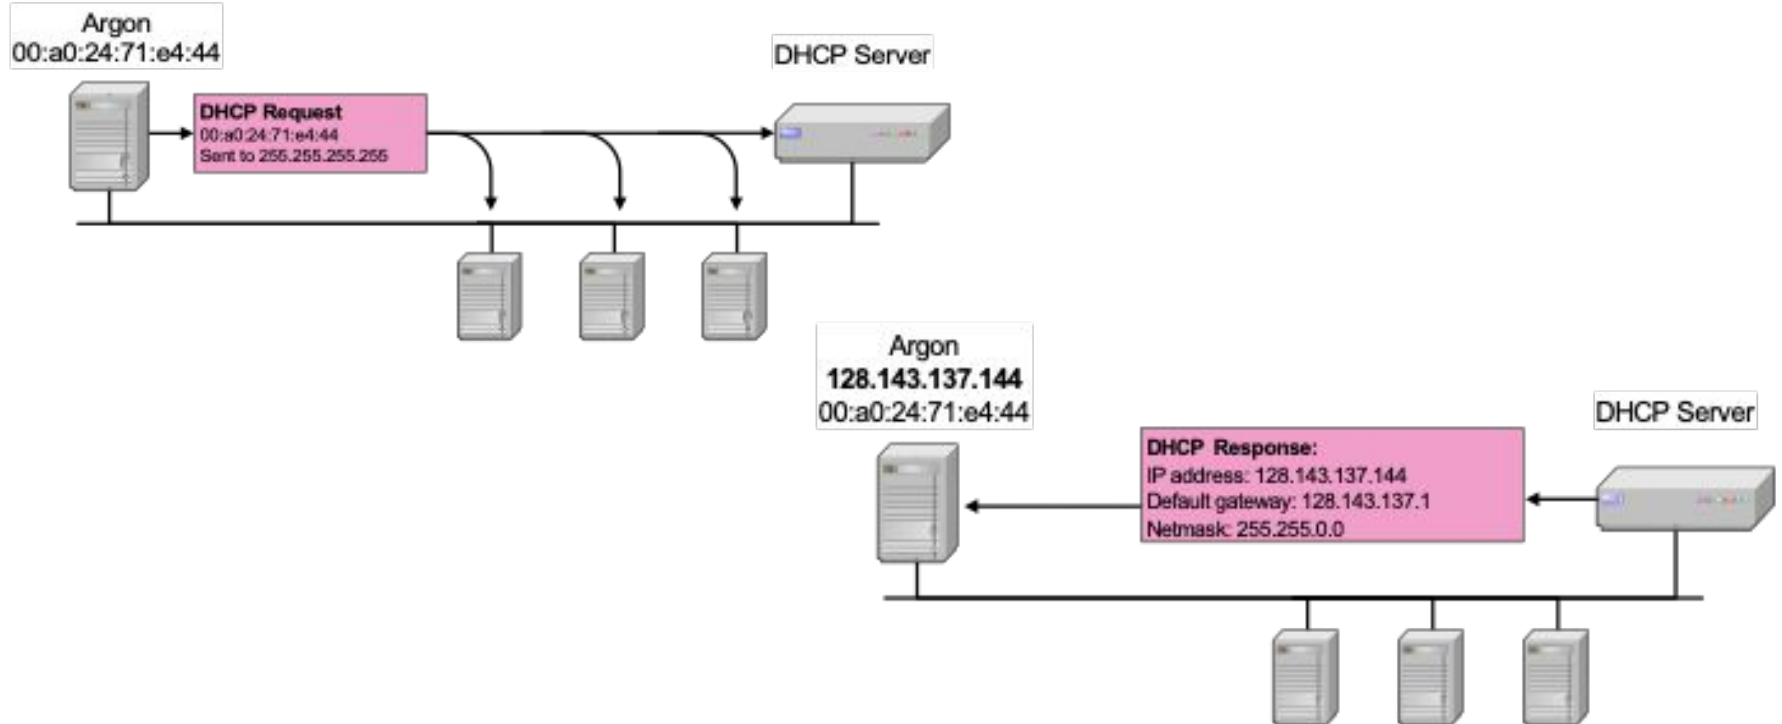 Argon
00:a0:24:71:e4:44
DHCP Server
DHCP Request
00:a0:24:71:e4:44
Sent to 255.255.255.255
Argon
128.143.137.144
00:a0:24:71:e4:44
DHCP Server
DHCP Response:
IP address: 128.143.137.144
Default gateway: 128.143.137.1
Netmask: 255.255.0.0